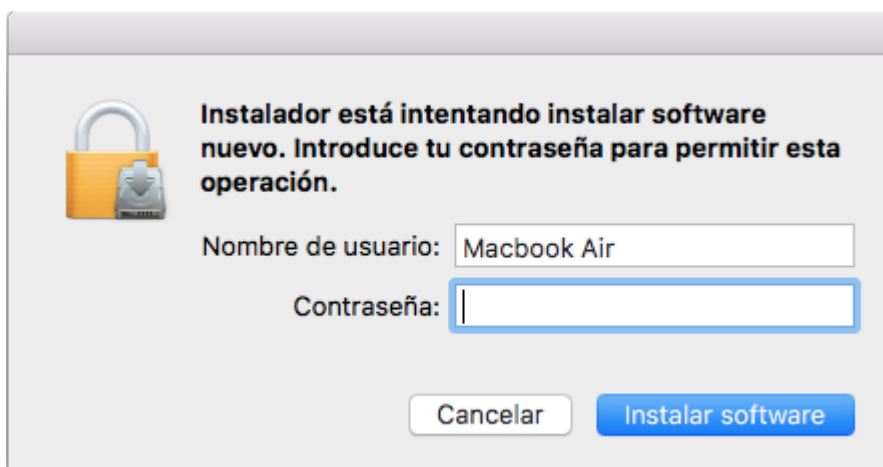 Instalador está intentando instalar software
nuevo. Introduce tu contraseña para permitir esta
operación.
Nombre de usuario: Macbook Air
Contraseña:
Cancelar Instalar software